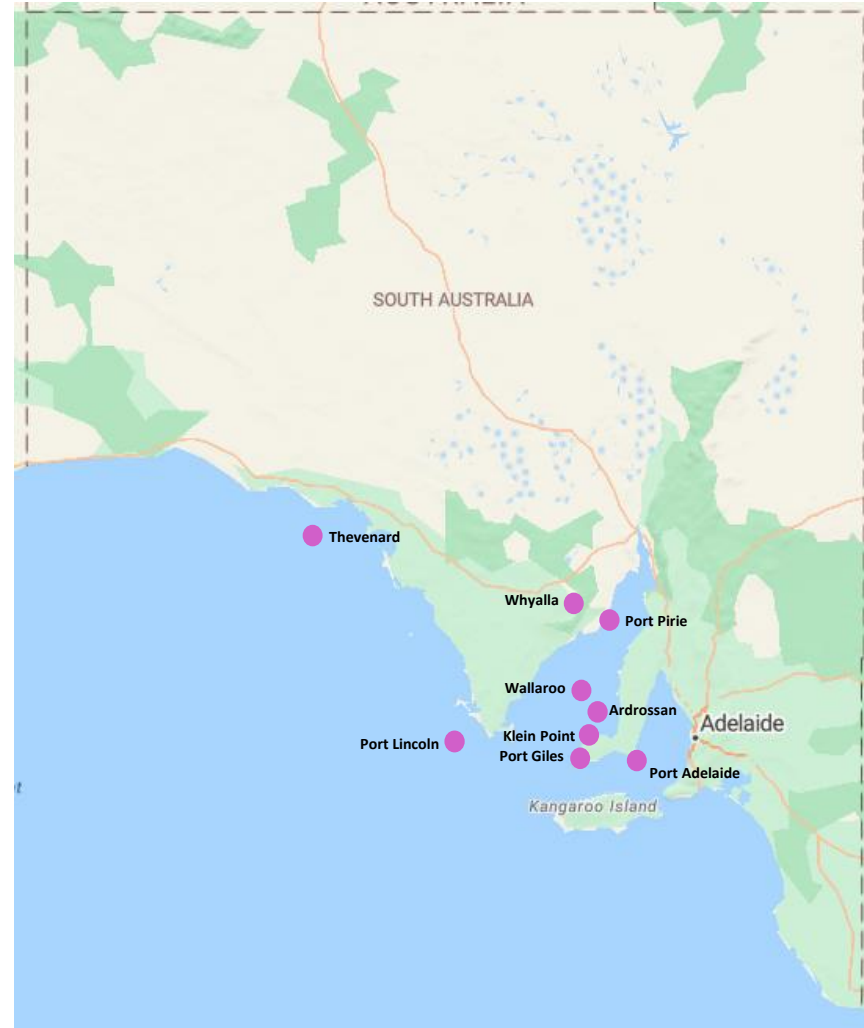 AUSTRALIA
SOUTH AUSTRALIA
Thevenard
Whyalla
Port Pirie
Wallaroo
Ardrossan
Adelaide
Klein Point
Port Lincoln
Port Giles
Port Adelaide
Kangaroo Island